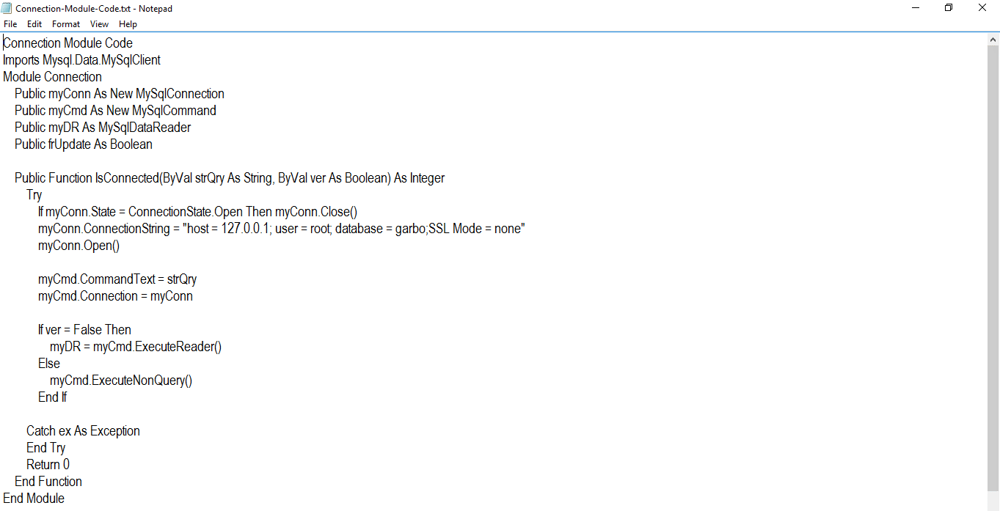 Connection-Module-Code.txt - Notepad
File Edit Format View Help
Connection Module Code
Imports Mysql.Data.MySqlClient
Module Connection
Public myConn As New MySqlConnection
Public myCmd As New MySqlCommand
Public myDR As MySqlDataReader
Public frUpdate As Boolean
Public Function IsConnected(ByVal strQry As String, ByVal ver As Boolean) As Integer
Try
If myConn.State = ConnectionState.Open Then myConn.Close()
myConn.ConnectionString = "host = 127.0.0.1; user = root; database = garbo;SSL Mode = none"
myConn.Open()
myCmd.CommandText = strQry
myCmd.Connection = myConn
If ver = False Then
myDR = myCmd.ExecuteReader()
Else
myCmd.ExecuteNonQuery()
End If
Catch ex As Exception
End Try
Return 0
End Function
End Module